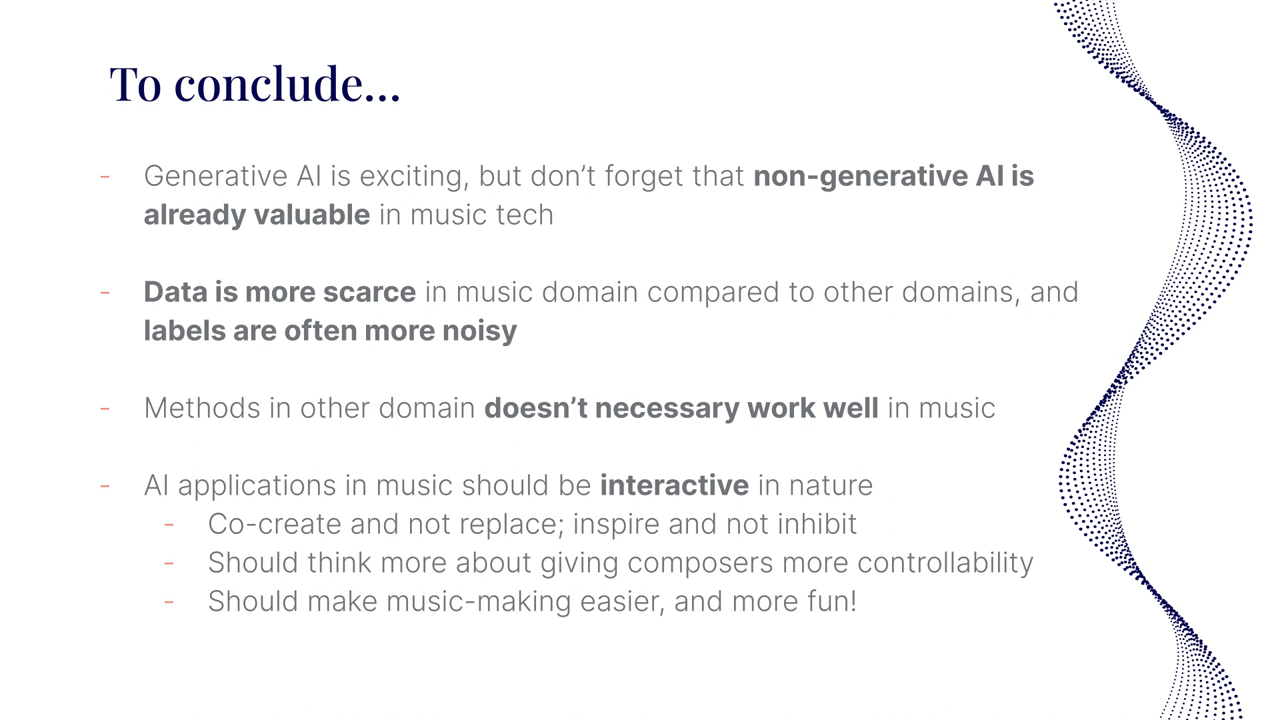 To conclude...
- Generative AI is exciting, but don’t forget that non-generative AI is
already valuable in music tech
- Data is more scarce in music domain compared to other domains, and
labels are often more noisy
- Methods in other domain doesn’t necessary work well in music
- AI applications in music should be interactive in nature
- Co-create and not replace; inspire and not inhibit
- Should think more about giving composers more controllability
- Should make music-making easier, and more fun!